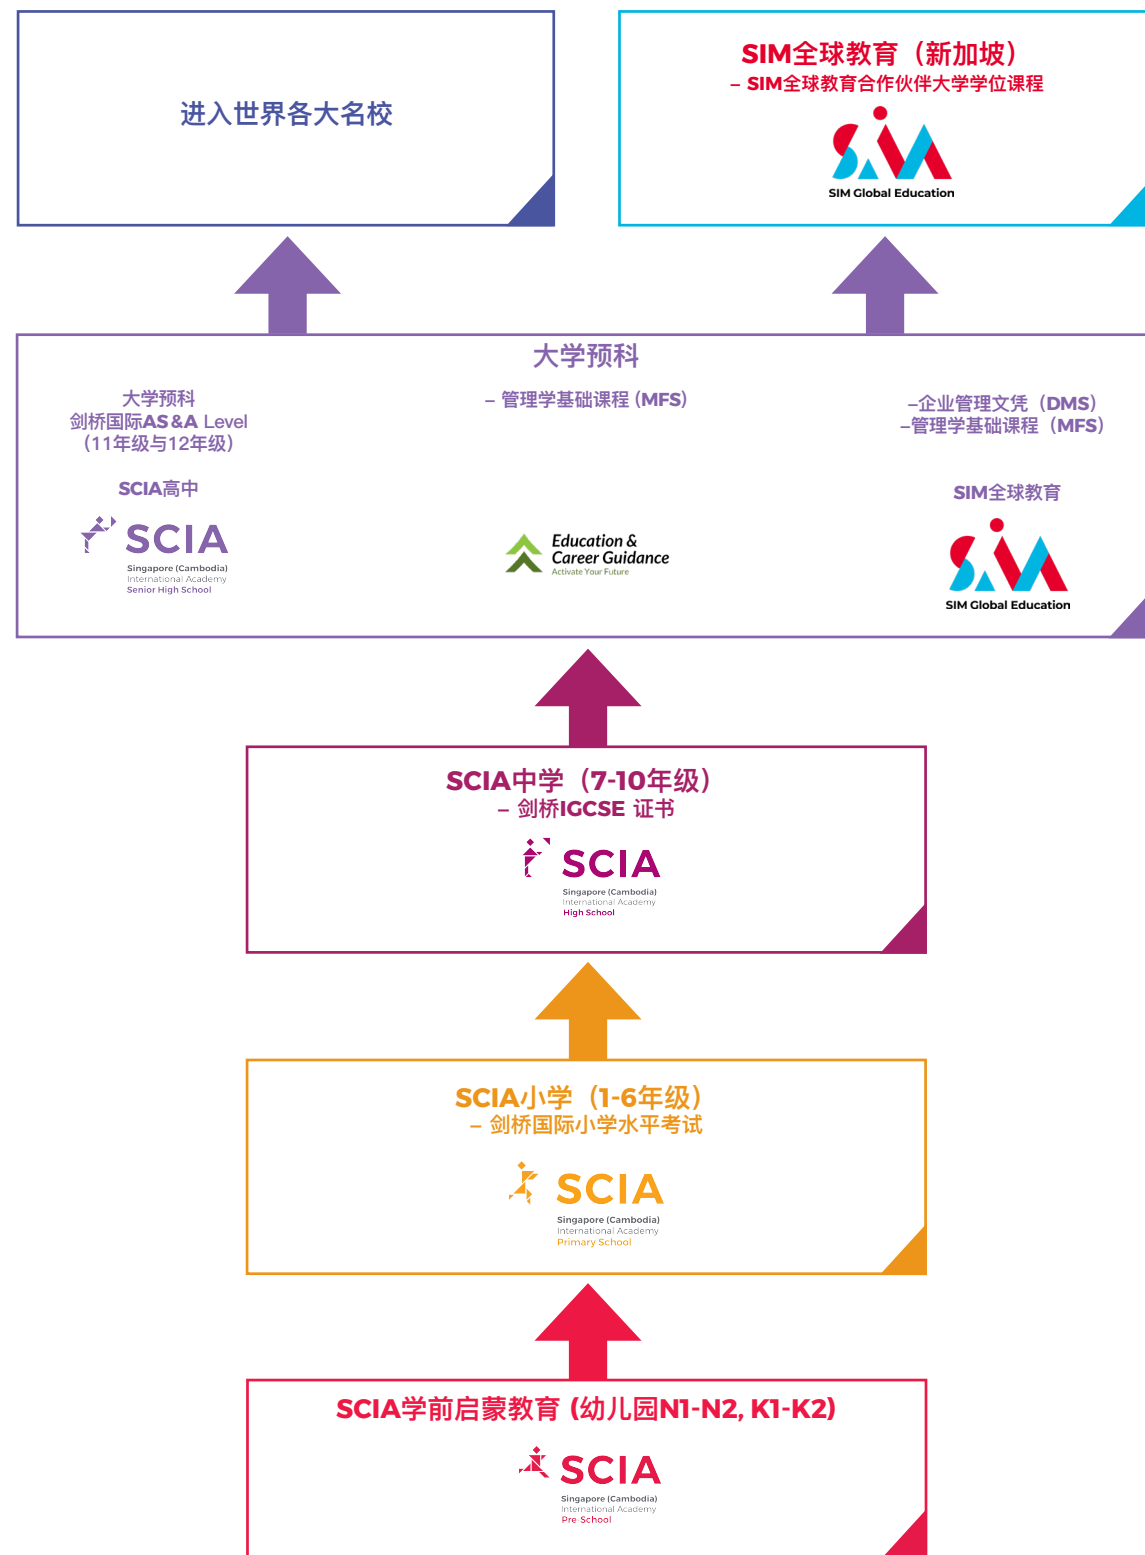 进入世界各大名校
SIM全球教育（新加坡）
– SIM全球教育合作伙伴大学学位课程
SIM
SIM Global Education
大学预科
大学预科
剑桥国际AS &A Level
（11年级与12年级）
SCIA高中
SCIA
Singapore (Cambodia)
International Academy
Senior High School
– 管理学基础课程 (MFS)
Education &
Career Guidance
Activate Your Future
–企业管理文凭（DMS）
–管理学基础课程（MFS）
SIM全球教育
SIM
SIM Global Education
SCIA中学（7-10年级）
– 剑桥IGCSE 证书
SCIA
Singapore (Cambodia)
International Academy
High School
SCIA小学（1-6年级）
– 剑桥国际小学水平考试
SCIA
Singapore (Cambodia)
International Academy
Primary School
SCIA学前启蒙教育 (幼儿园N1-N2, K1-K2)
SCIA
Singapore (Cambodia)
International Academy
Pre-School